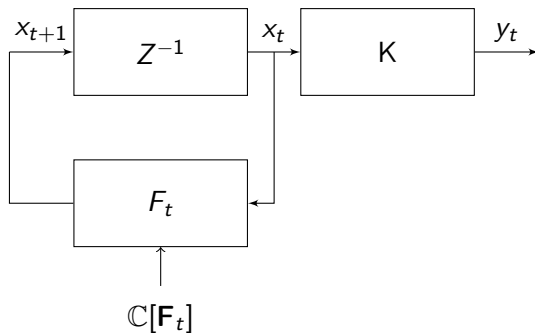 x_{t+1} Z^{-1} x_t K y_t
F_t
ℂ[𝐅_t]